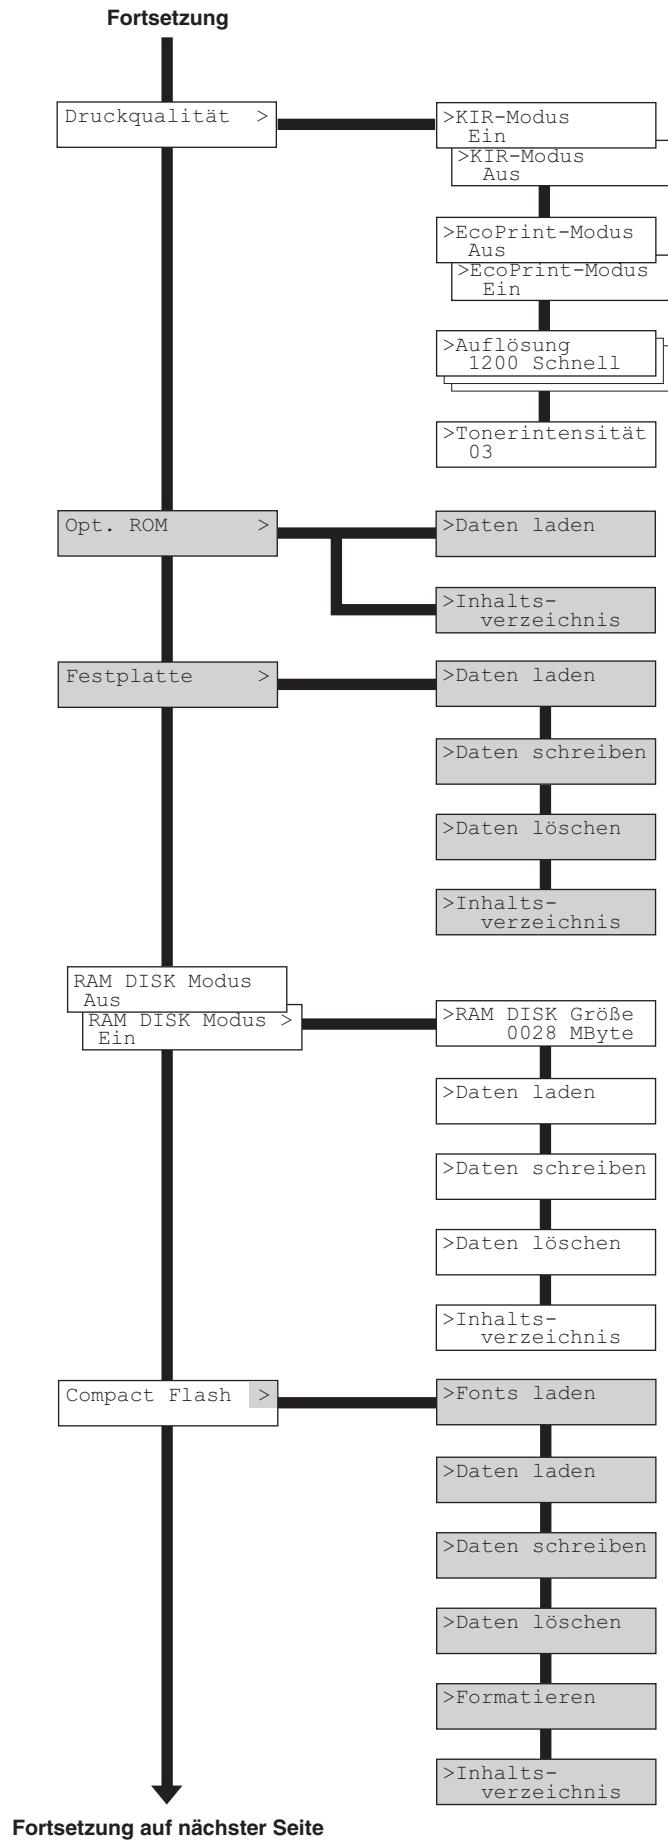 Fortsetzung
Druckqualität >
>KIR-Modus
Ein
>KIR-Modus
Aus
>EcoPrint-Modus
Aus
>EcoPrint-Modus
Ein
>Auflösung
1200 Schnell
>Tonerintensität
03
Opt. ROM >
>Daten laden
>Inhalts-
verzeichnis
Festplatte >
>Daten laden
>Daten schreiben
>Daten löschen
>Inhalts-
verzeichnis
RAM DISK Modus
Aus
RAM DISK Modus >
Ein
>RAM DISK Größe
0028 MByte
>Daten laden
>Daten schreiben
>Daten löschen
>Inhalts-
verzeichnis
Compact Flash >
>Fonts laden
>Daten laden
>Daten schreiben
>Daten löschen
>Formatieren
>Inhalts-
verzeichnis
Fortsetzung auf nächster Seite